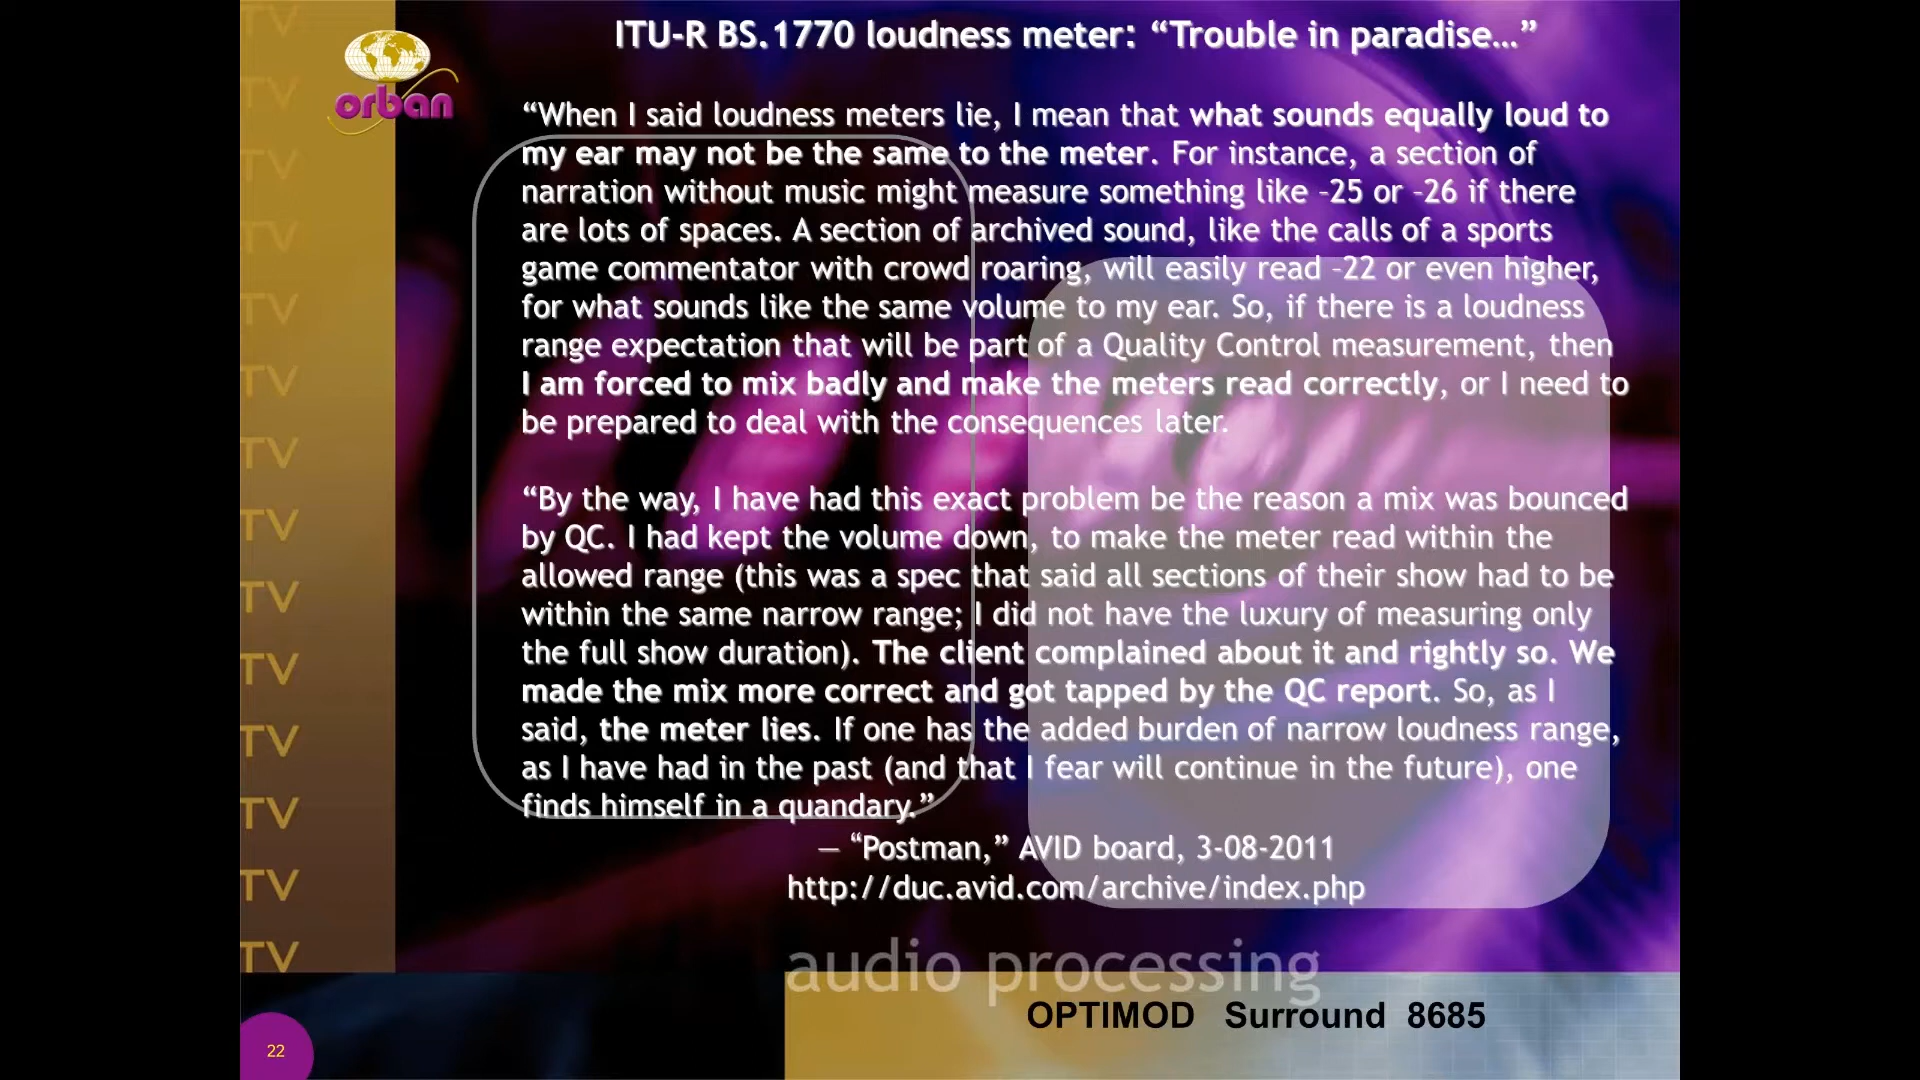 ITU-R BS.1770 loudness meter: “Trouble in paradise…”
orban
“When I said loudness meters lie, I mean that what sounds equally loud to
my ear may not be the same to the meter. For instance, a section of
narration without music might measure something like –25 or –26 if there
are lots of spaces. A section of archived sound, like the calls of a sports
game commentator with crowd roaring, will easily read –22 or even higher,
for what sounds like the same volume to my ear. So, if there is a loudness
range expectation that will be part of a Quality Control measurement, then
I am forced to mix badly and make the meters read correctly, or I need to
be prepared to deal with the consequences later.
“By the way, I have had this exact problem be the reason a mix was bounced
by QC. I had kept the volume down, to make the meter read within the
allowed range (this was a spec that said all sections of their show had to be
within the same narrow range; I did not have the luxury of measuring only
the full show duration). The client complained about it and rightly so. We
made the mix more correct and got tapped by the QC report. So, as I
said, the meter lies. If one has the added burden of narrow loudness range,
as I have had in the past (and that I fear will continue in the future), one
finds himself in a quandary.”
— “Postman,” AVID board, 3-08-2011
http://duc.avid.com/archive/index.php
audio processing
OPTIMOD Surround 8685
22
TV
TV
TV
TV
TV
TV
TV
TV
TV
TV
TV
TV
TV
TV